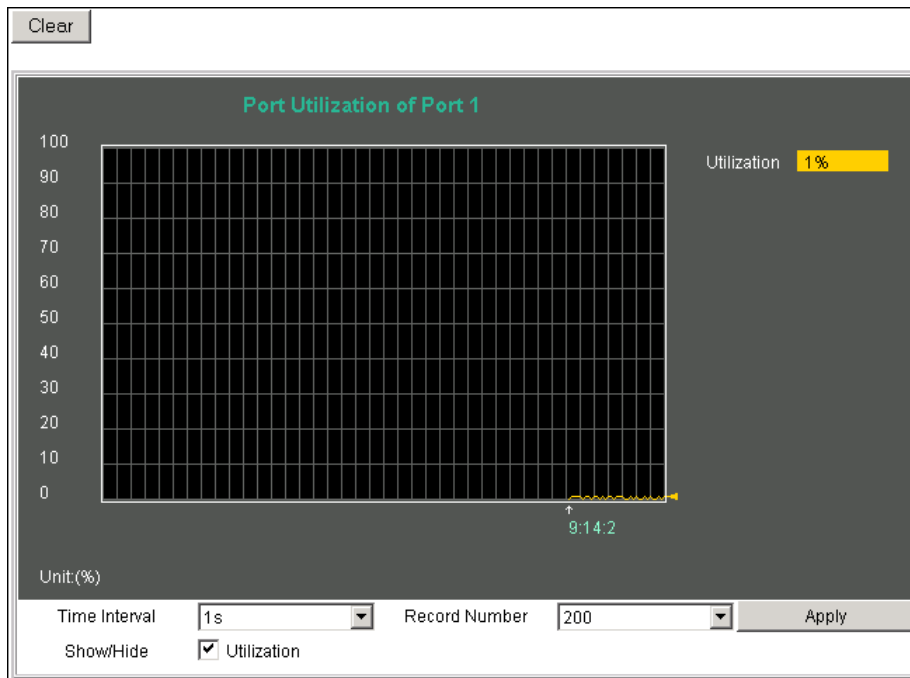 Clear
Port Utilization of Port 1
100
90
80
70
60
50
40
30
20
10
0
Utilization 1%
9:14:2
Unit:(%)
Time Interval 1s Record Number 200 Apply
Show/Hide Utilization